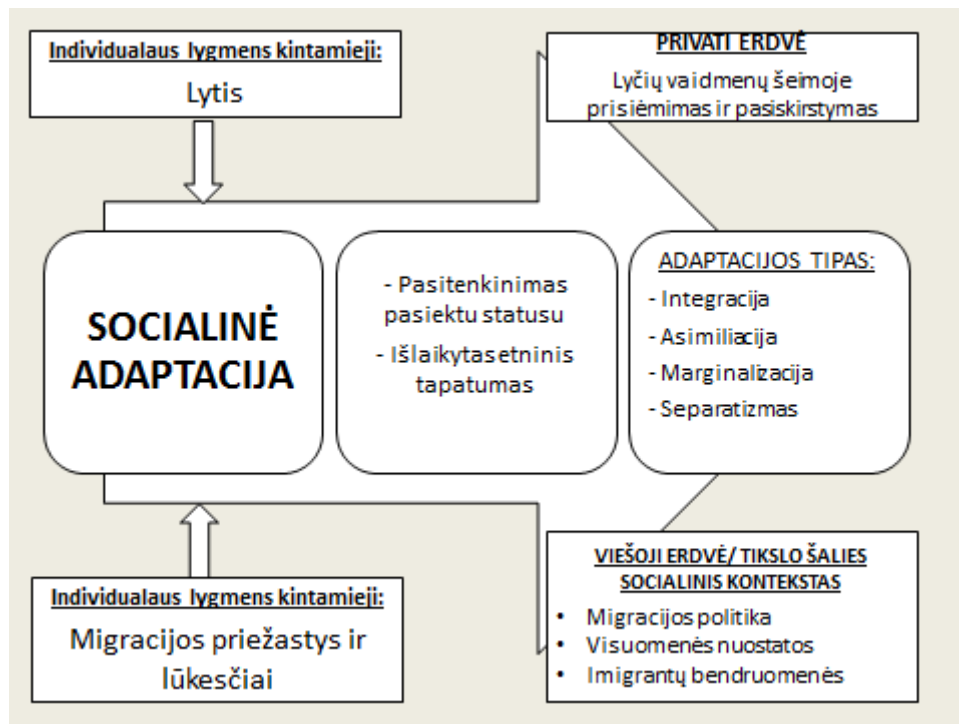 Individualaus lygmens kintamieji:
Lytis
PRIVATI ERDVĖ
Lyčių vaidmenų šeimoje
prisiėmimas ir pasiskirstymas
SOCIALINĖ
ADAPTACIJA
- Pasitenkinimas
pasiektu statusu
- Išlaikytasetninis
tapatumas
ADAPTACIJOS TIPAS:
- Integracija
- Asimiliacija
- Marginalizacija
- Separatizmas
Individualaus lygmens kintamieji:
Migracijos priežastys ir
lūkesčiai
VIEŠOJI ERDVĖ/ TIKSLO ŠALIES
SOCIALINIS KONTEKSTAS
• Migracijos politika
• Visuomenės nuostatos
• Imigrantų bendruomenės